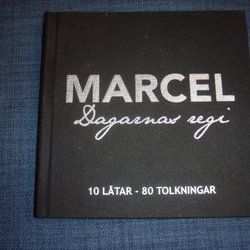 MARCEL
Dagarnas regi
10 LÅTAR - 80 TOLKNINGAR